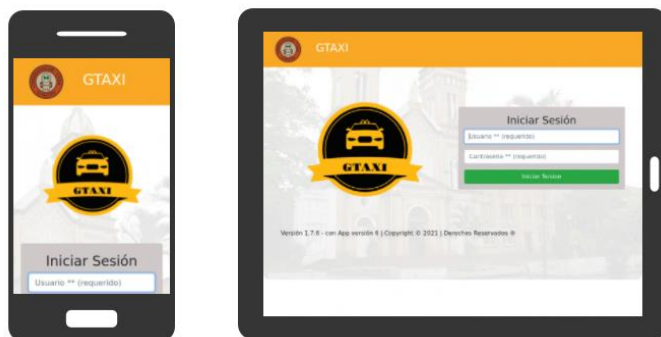 GTAXI
GTAXI
Iniciar Sesión
Usuario ** (requerido)
GTAXI
GTAXI
Iniciar Sesión
Usuario ** (requerido)
Contraseña ** (requerido)
Iniciar Sesion
Versión 1.7.6 - con App versión 6 | Copyright © 2021 | Derechos Reservados ®